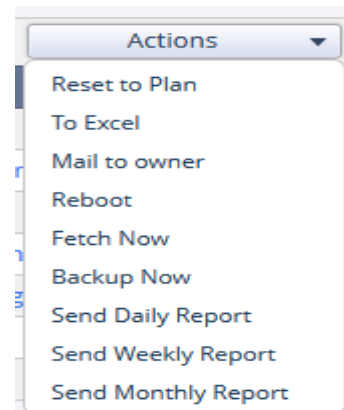 Actions
Reset to Plan
To Excel
Mail to owner
Reboot
Fetch Now
Backup Now
Send Daily Report
Send Weekly Report
Send Monthly Report